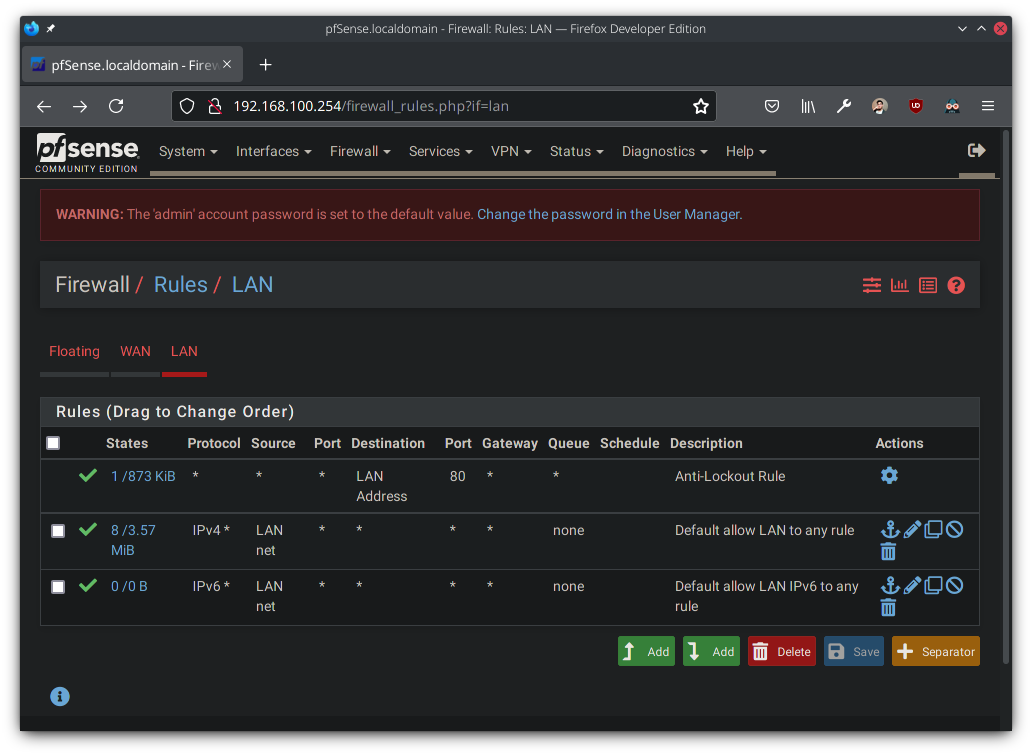 pfSense.localdomain - Firewall: Rules: LAN — Firefox Developer Edition
pfSense.localdomain - Firew
192.168.100.254/firewall_rules.php?if=lan
pfsense.
COMMUNITY EDITION
System Interfaces Firewall Services VPN Status Diagnostics Help
WARNING: The 'admin' account password is set to the default value. Change the password in the User Manager.
Firewall / Rules / LAN
Floating WAN LAN
Rules (Drag to Change Order)
States Protocol Source Port Destination Port Gateway Queue Schedule Description Actions
1 /873 KiB * * * LAN 80 * * Anti-Lockout Rule
Address
8 /3.57 IPv4 * LAN * * * * none Default allow LAN to any rule
MiB net
0 /0 B IPv6 * LAN * * * * none Default allow LAN IPv6 to any
net rule
Add Add Delete Save Separator